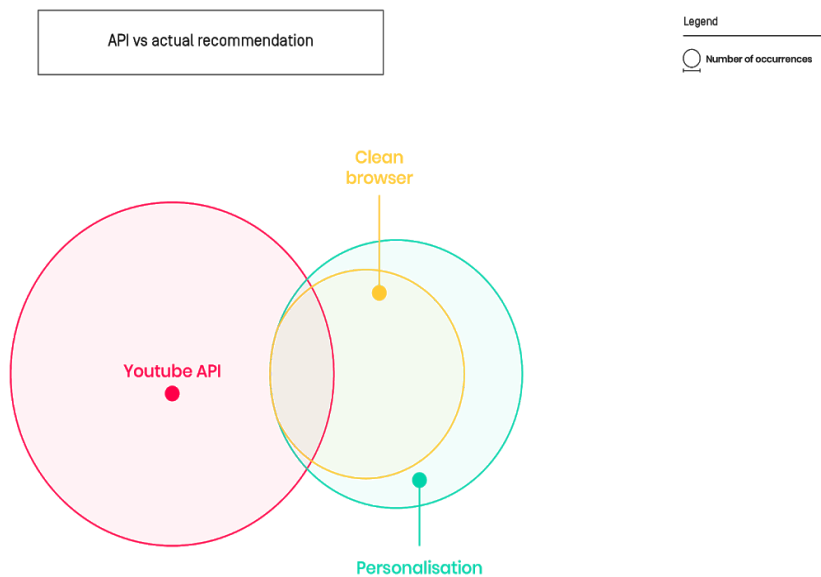 API vs actual recommendation
Legend
Number of occurrences
Clean
browser
Youtube API
Personalisation